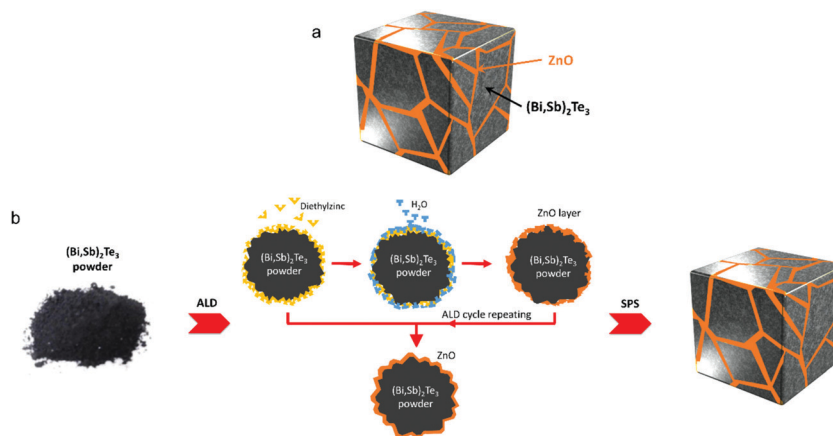 a
ZnO
(Bi,Sb)₂Te₃
b
(Bi,Sb)₂Te₃
powder
ALD
Diethylzinc
(Bi,Sb)₂Te₃
powder
H₂O
(Bi,Sb)₂Te₃
powder
ZnO layer
(Bi,Sb)₂Te₃
powder
ALD cycle repeating
ZnO
(Bi,Sb)₂Te₃
powder
SPS